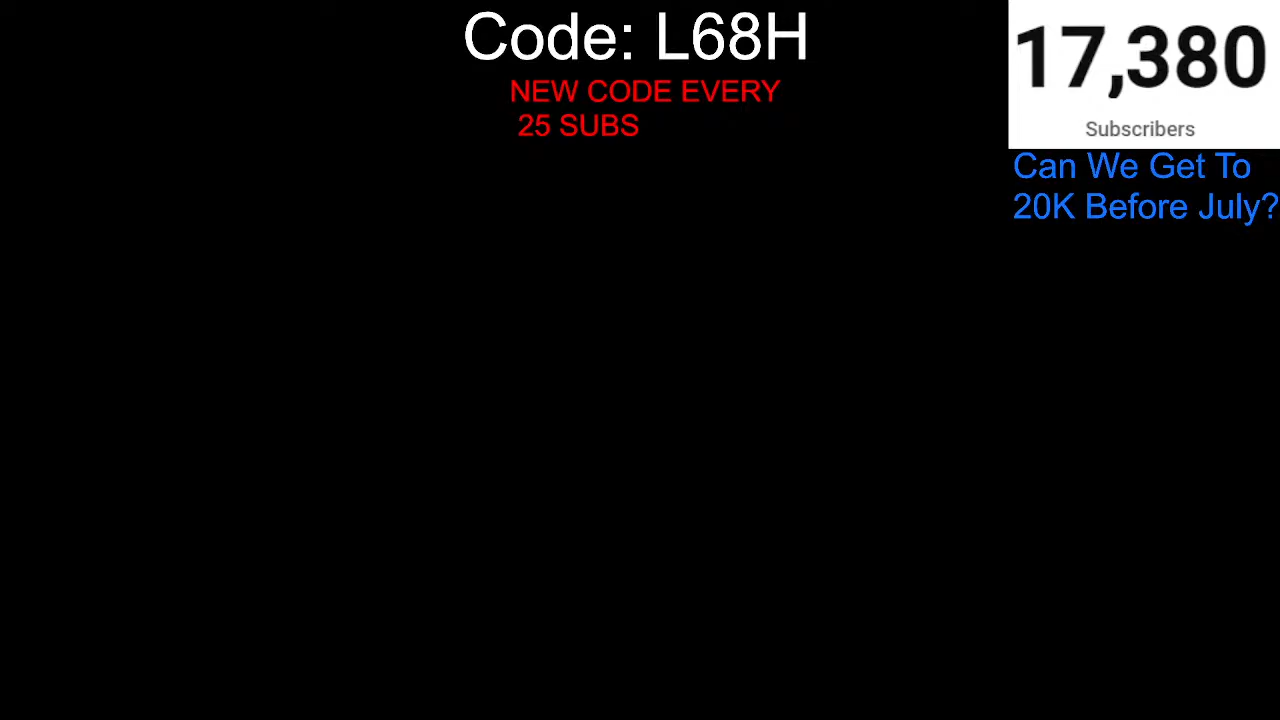 Code: L68H
NEW CODE EVERY
25 SUBS
17,380
Subscribers
Can We Get To
20K Before July?